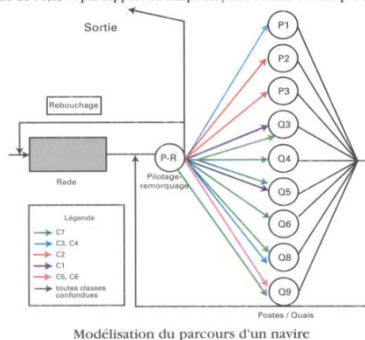 Sortie
P1
P2
Rebouchage
P3
Q3
P-R
Q4
Pilotage-
remorquage
Rade
Q5
Légende
Q6
C7
C3, C4
C2
Q8
C1
C5, C6
toutes classes
confondues
Q9
Postes / Quais
Modélisation du parcours d'un navire